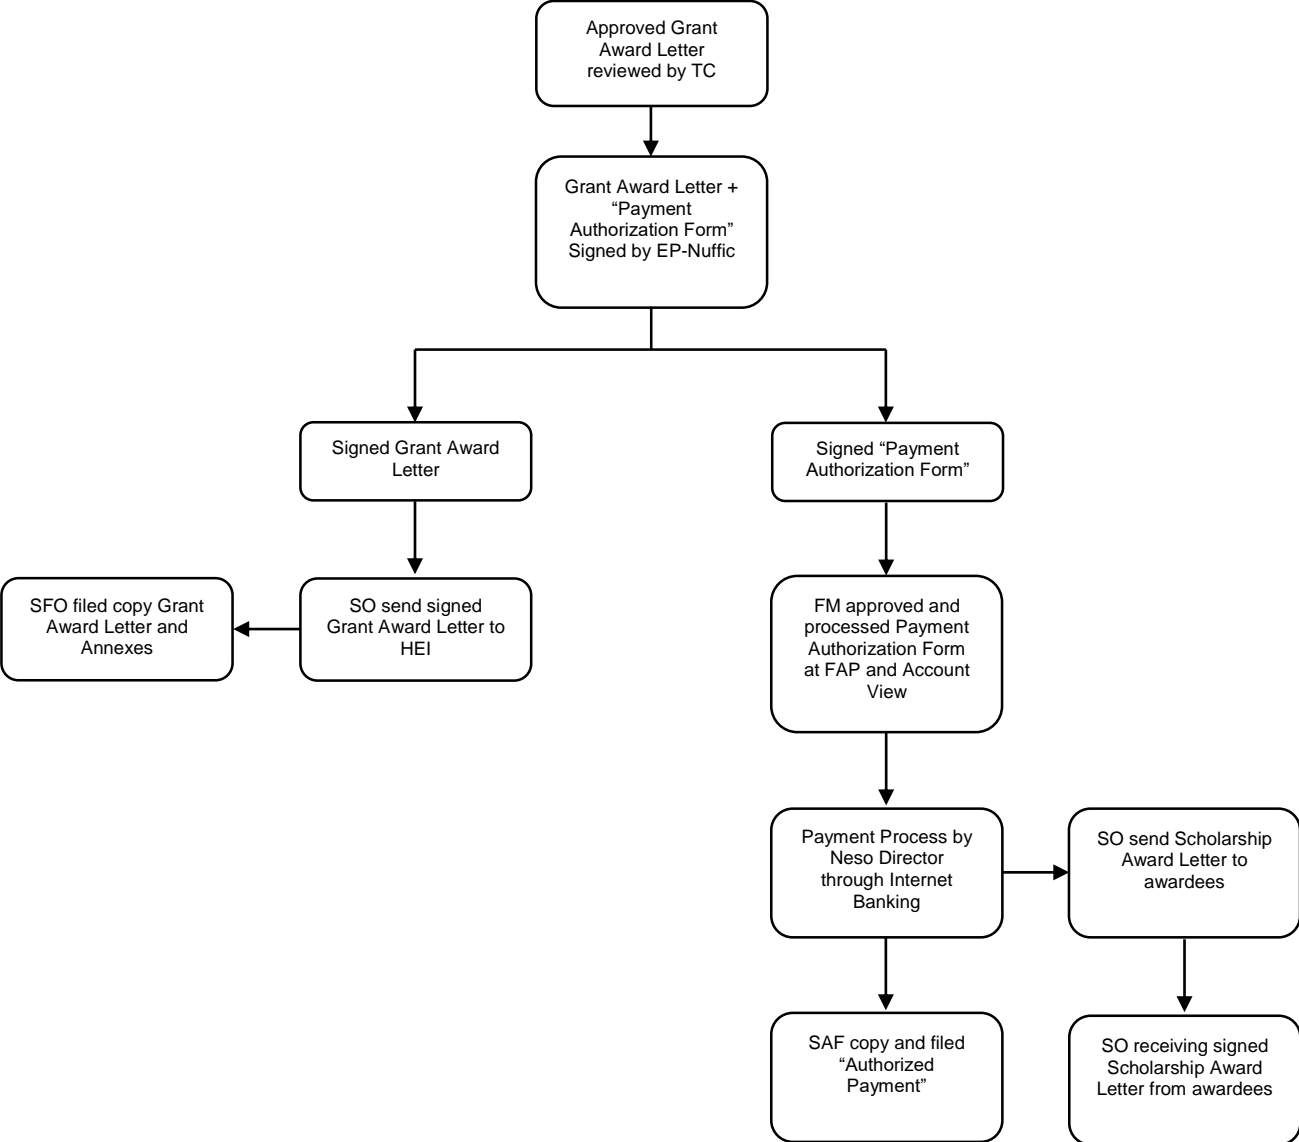 Approved Grant
Award Letter
reviewed by TC
Grant Award Letter +
“Payment
Authorization Form”
Signed by EP-Nuffic
Signed Grant Award
Letter
Signed “Payment
Authorization Form”
SFO filed copy Grant
Award Letter and
Annexes
SO send signed
Grant Award Letter to
HEI
FM approved and
processed Payment
Authorization Form
at FAP and Account
View
Payment Process by
Neso Director
through Internet
Banking
SO send Scholarship
Award Letter to
awardees
SAF copy and filed
“Authorized
Payment”
SO receiving signed
Scholarship Award
Letter from awardees